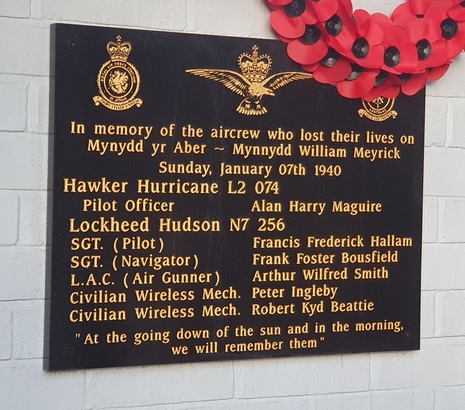 In memory of the aircrew who lost their lives on
Mynydd yr Aber ~ Mynnydd William Meyrick
Sunday, January 07th 1940
Hawker Hurricane L2 074
Pilot Officer Alan Harry Maguire
Lockheed Hudson N7 256
SGT. (Pilot) Francis Frederick Hallam
SGT. (Navigator) Frank Foster Bousfield
L.A.C. (Air Gunner) Arthur Wilfred Smith
Civilian Wireless Mech. Peter Ingleby
Civilian Wireless Mech. Robert Kyd Beattie
"At the going down of the sun and in the morning,
we will remember them"